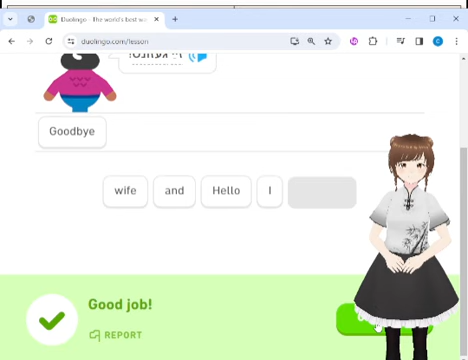 Duolingo - The world's best wa
duolingo.com/lesson
Goodbye
wife
and
Hello
I
Good job!
REPORT